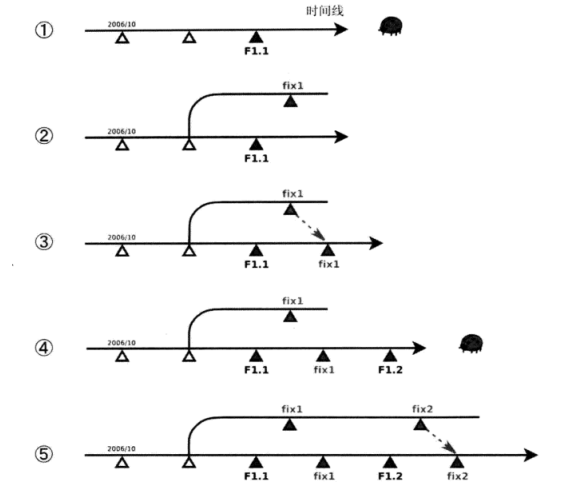 时间线
① 2006/10
F1.1
fix1
② 2006/10
F1.1
fix1
③ 2006/10
F1.1 fix1
fix1
④ 2006/10
F1.1 fix1 F1.2
fix1 fix2
⑤ 2006/10
F1.1 fix1 F1.2 fix2